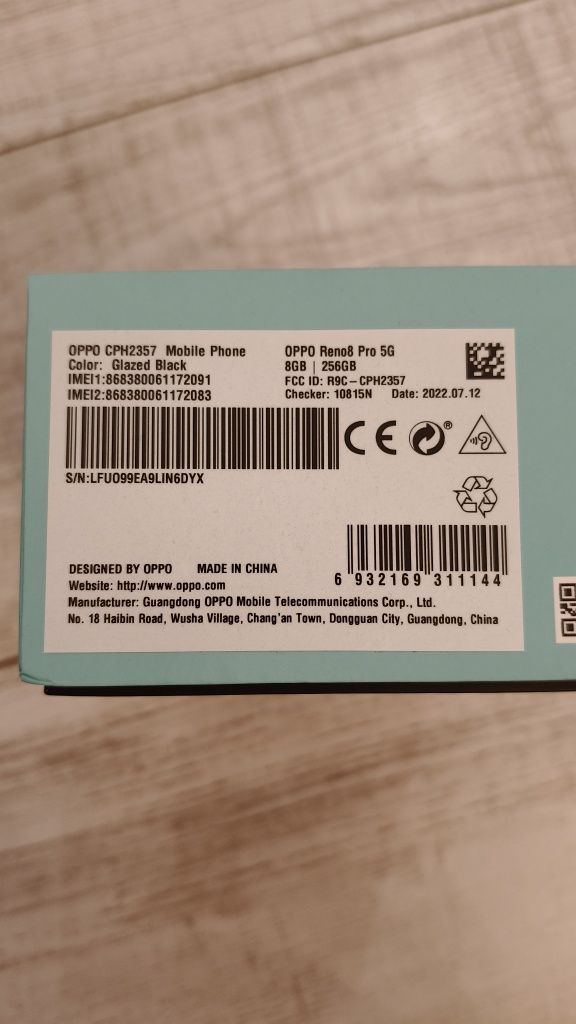 OPPO CPH2357 Mobile Phone
OPPO Reno8 Pro 5G
Color: Glazed Black
8GB | 256GB
IMEI1:868380061172091
FCC ID: R9C-CPH2357
IMEI2:868380061172083
Checker: 10815N Date: 2022.07.12
CE
S/N:LFUO99EA9LIN6DYX
6 932169 311144
DESIGNED BY OPPO MADE IN CHINA
Website: http://www.oppo.com
Manufacturer: Guangdong OPPO Mobile Telecommunications Corp., Ltd.
No. 18 Haibin Road, Wusha Village, Chang'an Town, Dongguan City, Guangdong, China